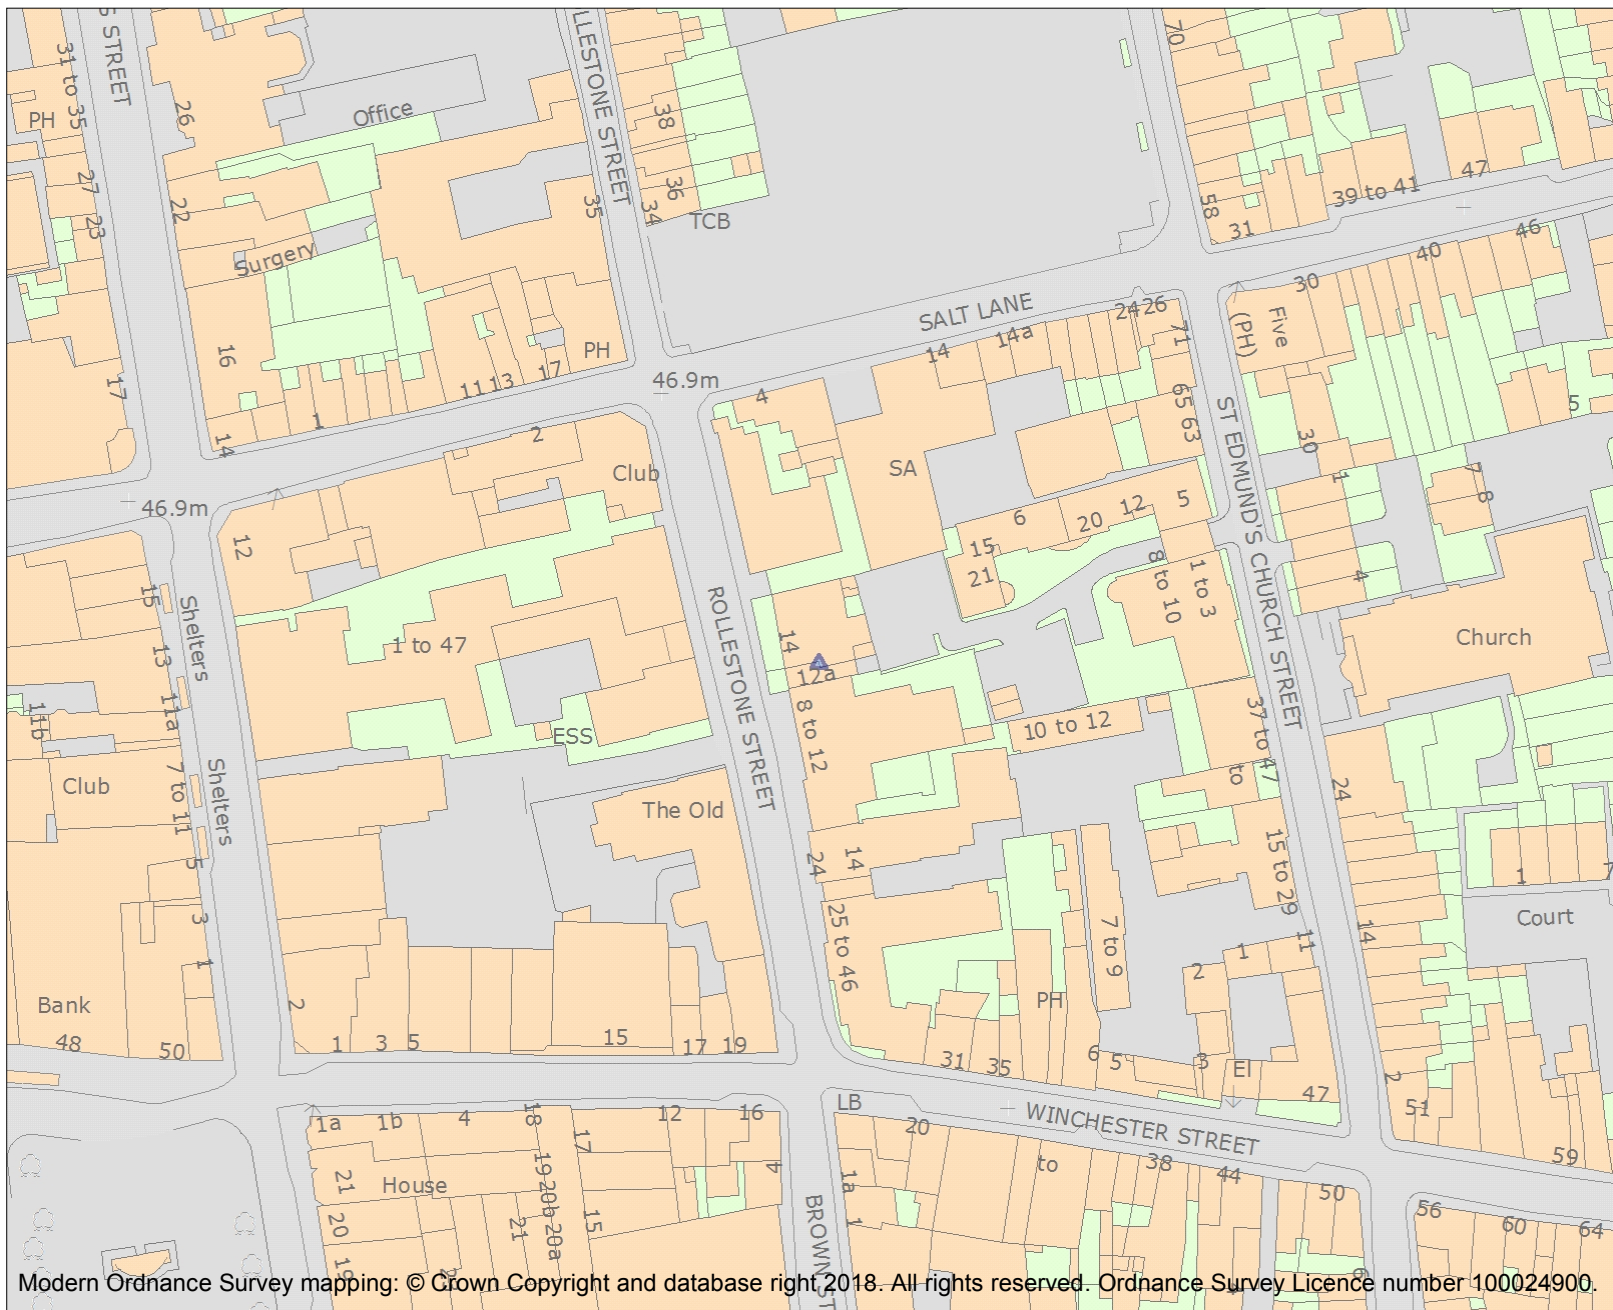 S STREET
LLESTONE STREET
70
31 to 35
PH
26
Office
38
27
22
23
36
35
34
TCB
58
31
39 to 41
47
46
40
30
Surgery
SALT LANE
24
26
14a
14
71
Five
(PH)
16
PH
17
11
13
17
46.9m
4
1
14
2
65
63
5
30
Club
SA
ST EDMUND'S CHURCH STREET
1
7
8
46.9m
12
5
12
20
6
15
21
8 to 10
1 to 3
4
15
Shelters
ROLLESTONE STREET
13
1 to 47
14
12a
Church
11a
11b
8 to 12
10 to 12
37 to 47
to
ESS
Club
7 to 11
Shelters
The Old
24
5
24
14
15 to 29
1
7
3
25 to 46
7 to 9
11
14
Court
1
1
2
Bank
2
PH
48
50
1
3
5
15
17
19
31
35
6
5
3
El
47
2
51
LB
WINCHESTER STREET
1a
1b
4
18
17
12
16
20
to
38
44
50
59
21
House
19
20b
4
1a
20
21
20a
15
1
BROWN ST
56
60
64
19
6
Modern Ordnance Survey mapping: © Crown Copyright and database right 2018. All rights reserved. Ordnance Survey Licence number 100024900.